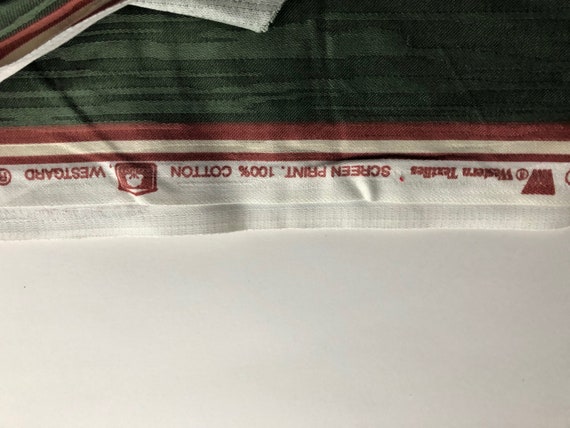 W ® Western Textiles * SCREEN PRINT. 100% COTTON WESTGARD ®